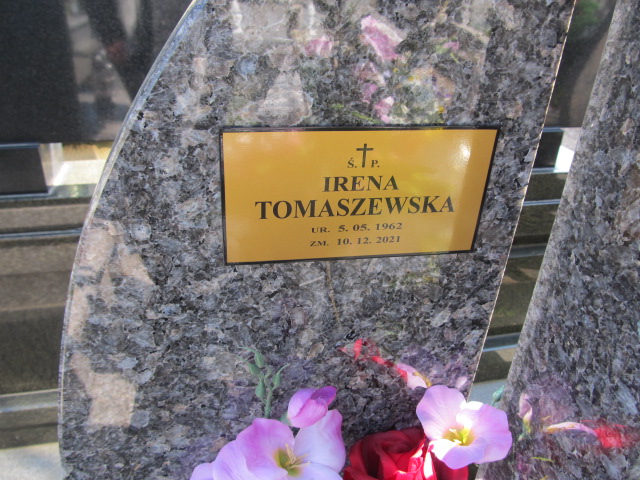 Ś. P.
IRENA
TOMASZEWSKA
UR. 5. 05. 1962
ZM. 10. 12. 2021